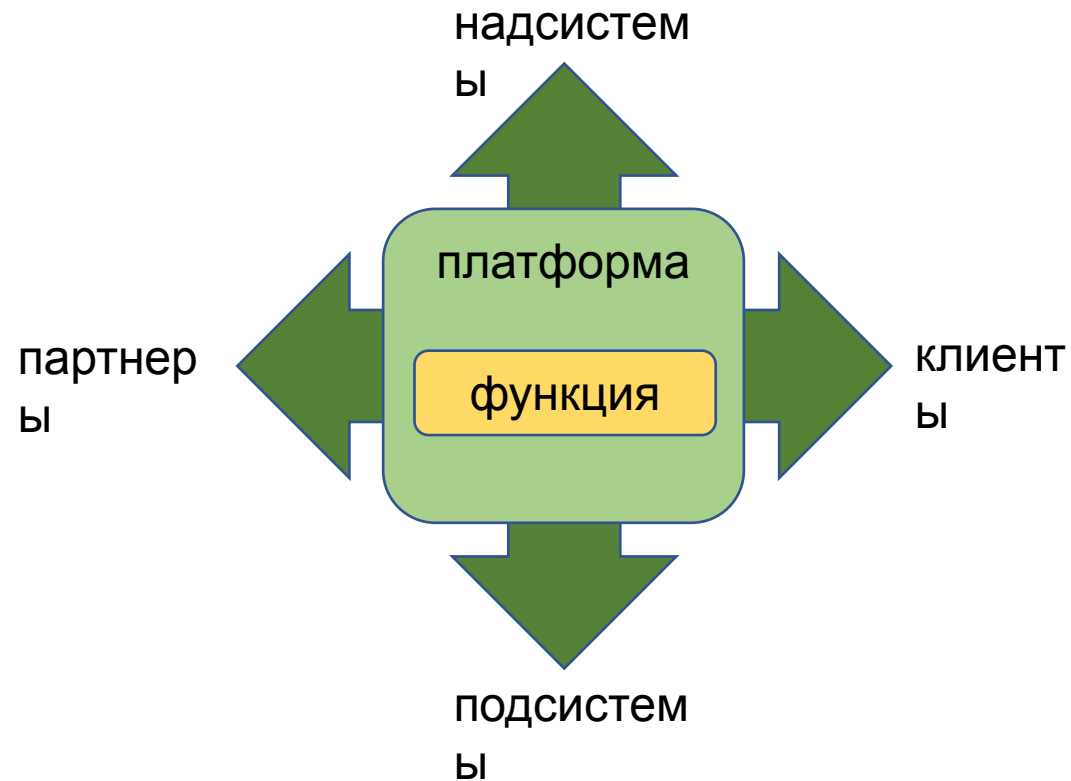 надсистем
ы
платформа
партнер
ы
функция
клиент
ы
подсистем
ы